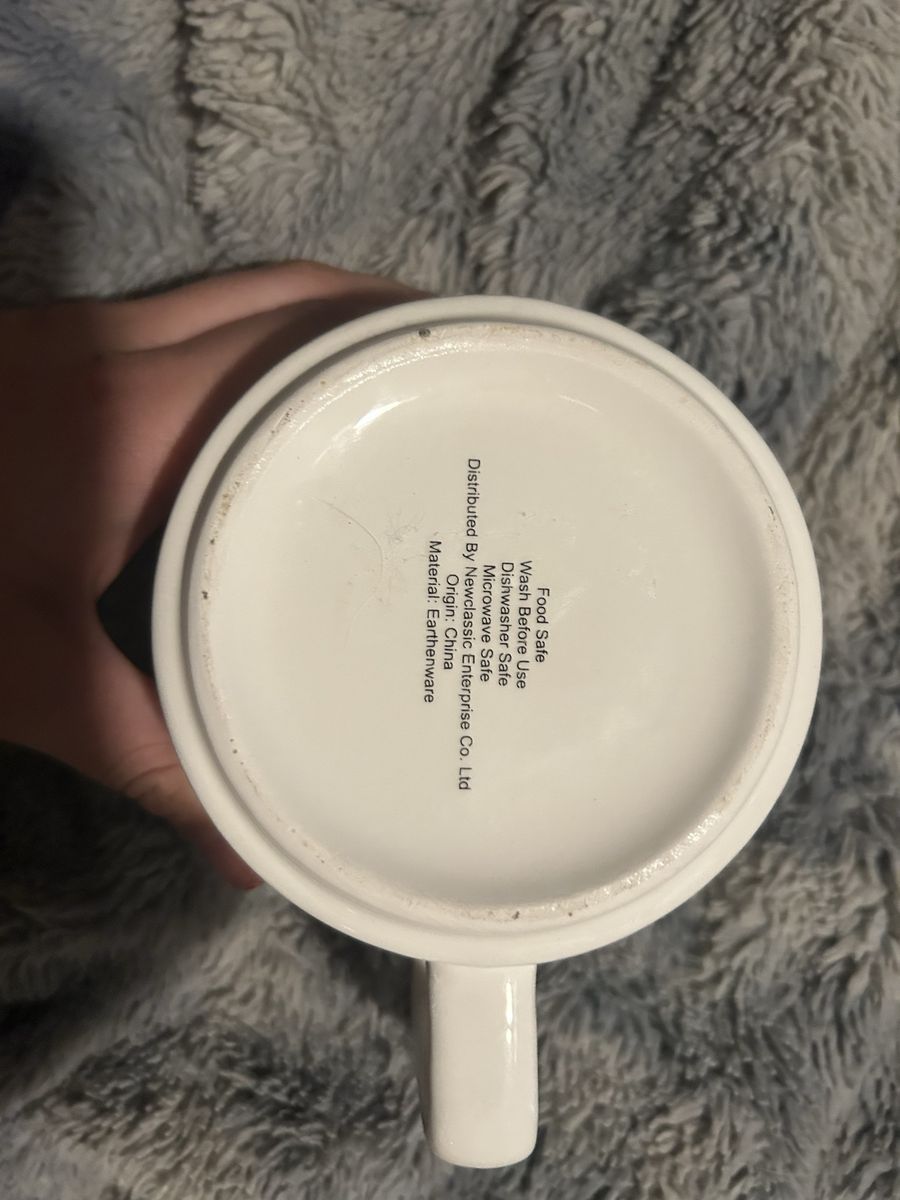 Food Safe
Wash Before Use
Dishwasher Safe
Microwave Safe
Distributed By Newclassic Enterprise Co. Ltd
Origin: China
Material: Earthenware